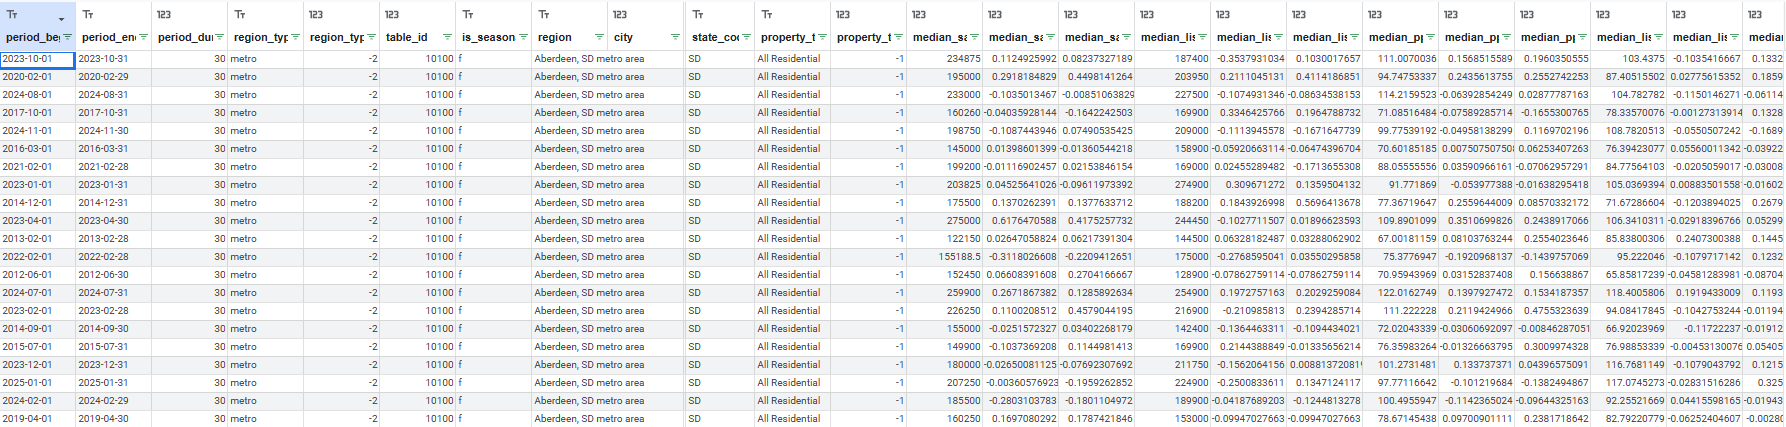 Tт Tт 123 Tт 123 123 Tт Tт 123 Tт Tт 123 123 123 123 123 123 123 123 123 123 123 123 123
period_be period_en period_du region_typ region_typ table_id is_season region city state_co property_t property_t median_sa median_sa median_sa median_lis median_lis median_lis median_p median_p median_p median_lis median_lis median
2023-10-01 2023-10-31 30 metro -2 10100 f Aberdeen, SD metro area SD All Residential -1 234875 0.1124925992 0.08237327189 187400 -0.3537931034 0.1030017657 111.0070036 0.1568515589 0.1960350555 103.4375 -0.1035416667 0.1332
2020-02-01 2020-02-29 30 metro -2 10100 f Aberdeen, SD metro area SD All Residential -1 195000 0.2918184829 0.4498141264 203950 0.2111045131 0.4114186851 94.74753337 0.2435613755 0.2552742253 87.40515502 0.02775615352 0.1859
2024-08-01 2024-08-31 30 metro -2 10100 f Aberdeen, SD metro area SD All Residential -1 233000 -0.1035013467 -0.00851063829 227500 -0.1074931346 -0.08634538153 114.2159523 -0.06392854249 0.02877787163 104.782782 -0.1150146271 -0.06114
2017-10-01 2017-10-31 30 metro -2 10100 f Aberdeen, SD metro area SD All Residential -1 160260 -0.04035928144 -0.1642242503 169900 0.3346425766 0.1964788732 71.08516484 -0.07589285714 -0.1655300765 78.33570076 -0.00127313914 0.1328
2024-11-01 2024-11-30 30 metro -2 10100 f Aberdeen, SD metro area SD All Residential -1 198750 -0.1087443946 0.07490535425 209000 -0.1113945578 -0.1671647739 99.77539192 -0.04958138299 0.1169702196 108.7820513 -0.0550507242 -0.1689
2016-03-01 2016-03-31 30 metro -2 10100 f Aberdeen, SD metro area SD All Residential -1 145000 0.01398601399 -0.01360544218 158900 -0.05920663114 -0.06474396704 70.60185185 0.007507507508 0.06253407263 76.39423077 0.05560011342 -0.03922
2021-02-01 2021-02-28 30 metro -2 10100 f Aberdeen, SD metro area SD All Residential -1 199200 -0.01116902457 0.02153846154 169000 0.02455289482 -0.1713655308 88.05555556 0.03590966161 -0.07062957291 84.77564103 -0.0205059017 -0.03008
2023-01-01 2023-01-31 30 metro -2 10100 f Aberdeen, SD metro area SD All Residential -1 203825 0.04525641026 -0.09611973392 274900 0.309671272 0.1359504132 91.771869 -0.053977388 -0.01638295418 105.0369394 0.00883501558 -0.01602
2014-12-01 2014-12-31 30 metro -2 10100 f Aberdeen, SD metro area SD All Residential -1 175500 0.1370262391 0.1377633712 188200 0.1843926998 0.5696413678 77.36719647 0.2559644009 0.08570332172 71.67286604 -0.1203894025 0.2679
2023-04-01 2023-04-30 30 metro -2 10100 f Aberdeen, SD metro area SD All Residential -1 275000 0.6176470588 0.4175257732 244450 -0.1027711507 0.01896623593 109.8901099 0.3510699826 0.2438917066 106.3410311 -0.02918396766 0.05299
2013-02-01 2013-02-28 30 metro -2 10100 f Aberdeen, SD metro area SD All Residential -1 122150 0.02647058824 0.06217391304 144500 0.06328182487 0.03288062902 67.00181159 0.08103763244 0.2554023646 85.83800306 0.2407300388 0.1445
2022-02-01 2022-02-28 30 metro -2 10100 f Aberdeen, SD metro area SD All Residential -1 155188.5 -0.3118026608 -0.2209412651 175000 -0.2768595041 0.03550295858 75.3776947 -0.1920968137 -0.1439757069 95.222046 -0.1079717142 0.1232
2012-06-01 2012-06-30 30 metro -2 10100 f Aberdeen, SD metro area SD All Residential -1 152450 0.06608391608 0.2704166667 128900 -0.07862759114 -0.07862759114 70.95943969 0.03152837408 0.156638867 65.85817239 -0.04581283981 -0.08704
2024-07-01 2024-07-31 30 metro -2 10100 f Aberdeen, SD metro area SD All Residential -1 259900 0.2671867382 0.1285892634 254900 0.1972757163 0.2029259084 122.0162749 0.1397927472 0.1534187357 118.4005806 0.1919433009 0.1193
2023-02-01 2023-02-28 30 metro -2 10100 f Aberdeen, SD metro area SD All Residential -1 226250 0.1100208512 0.4579044195 216900 -0.210985813 0.2394285714 111.222228 0.2119424966 0.4755323639 94.08417845 -0.1042753244 -0.01194
2014-09-01 2014-09-30 30 metro -2 10100 f Aberdeen, SD metro area SD All Residential -1 155000 -0.0251572327 0.03402268179 142400 -0.1364463311 -0.1094434021 72.02043339 -0.03060692097 -0.00846287051 66.92023969 -0.11722237 -0.01912
2015-07-01 2015-07-31 30 metro -2 10100 f Aberdeen, SD metro area SD All Residential -1 149900 -0.1037369208 0.1144981413 169900 0.2144388849 -0.01335656214 76.35983264 -0.01326663795 0.3009974328 76.98853339 -0.00453130076 0.05405
2023-12-01 2023-12-31 30 metro -2 10100 f Aberdeen, SD metro area SD All Residential -1 180000 -0.02650081125 -0.07692307692 211750 -0.1562064156 0.008813720819 101.2731481 0.133737371 0.04396575091 116.7681149 -0.1079043792 0.1215
2025-01-01 2025-01-31 30 metro -2 10100 f Aberdeen, SD metro area SD All Residential -1 207250 -0.00360576923 -0.1959262852 224900 -0.2500833611 0.1347124117 97.77116642 -0.101219684 -0.1382494867 117.0745273 -0.02831516286 0.325
2024-02-01 2024-02-29 30 metro -2 10100 f Aberdeen, SD metro area SD All Residential -1 185500 -0.2803103783 -0.1801104972 189900 -0.04187689203 -0.1244813278 100.4955947 -0.1142365024 -0.09644325163 92.25521669 0.04415598165 -0.01943
2019-04-01 2019-04-30 30 metro -2 10100 f Aberdeen, SD metro area SD All Residential -1 160250 0.1697080292 0.1787421846 153000 -0.09947027663 -0.09947027663 78.67145438 0.09700901111 0.2381718642 82.79220779 -0.06252404607 -0.00280